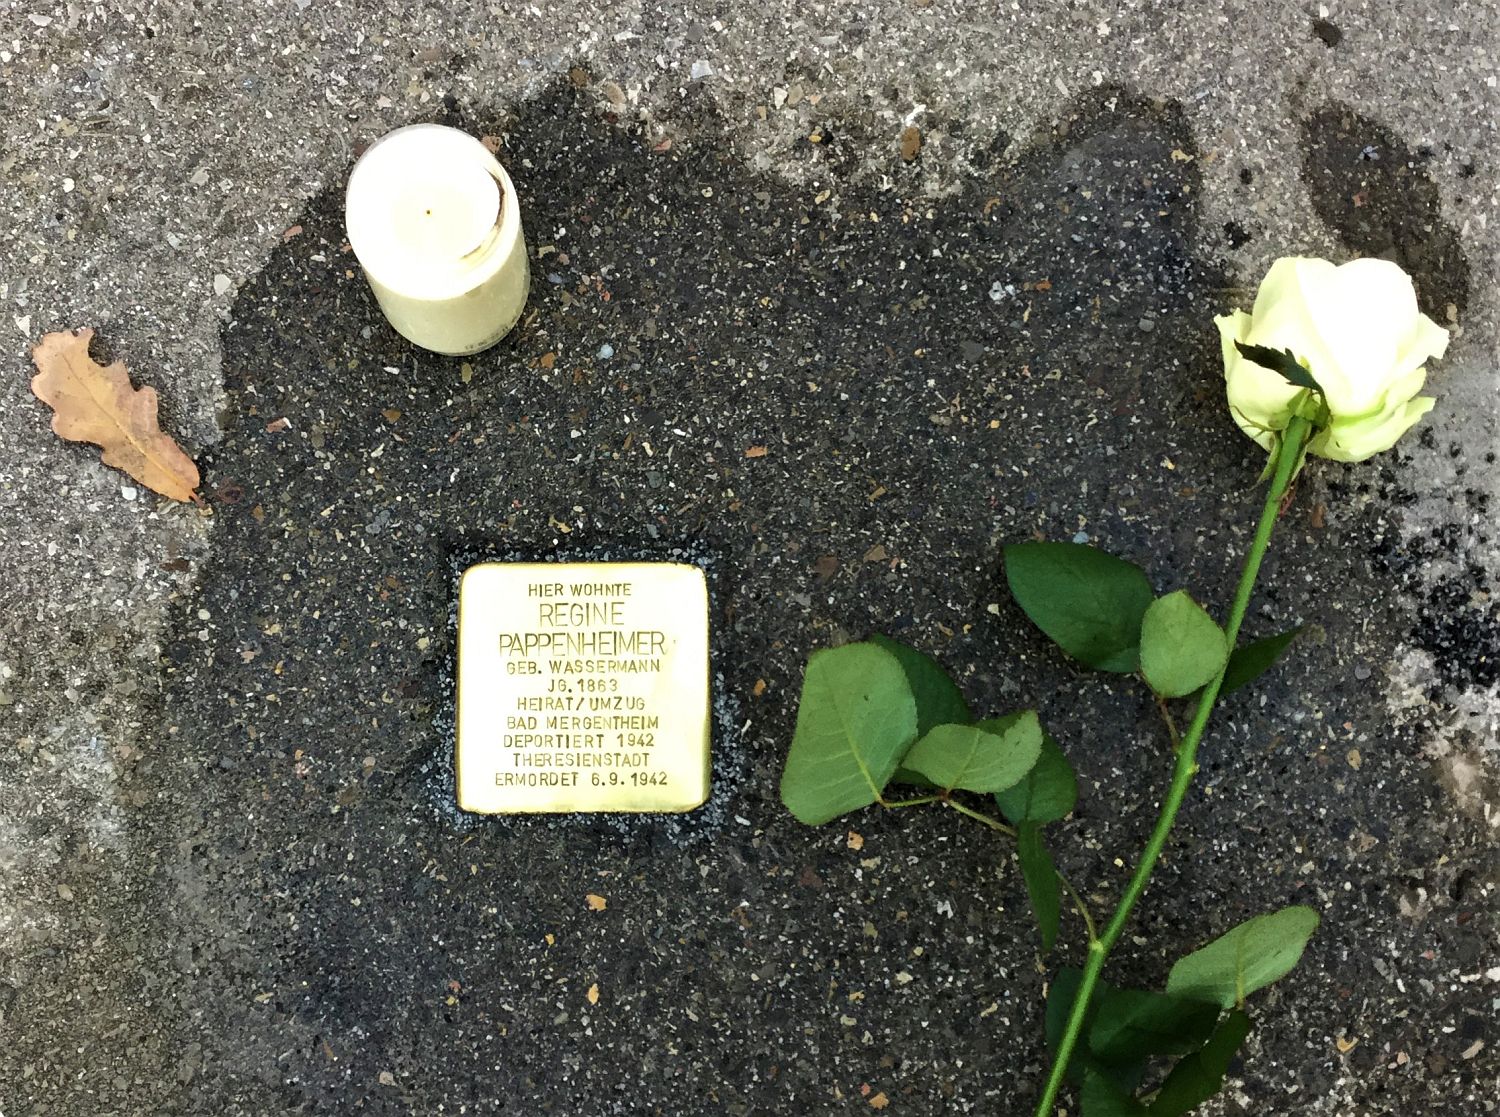 HIER WOHNTE
REGINE
PAPPENHEIMER
GEB. WASSERMANN
JG. 1863
HEIRAT/UMZUG
BAD MERGENTHEIM
DEPORTIERT 1942
THERESIENSTADT
ERMORDET 6.9.1942